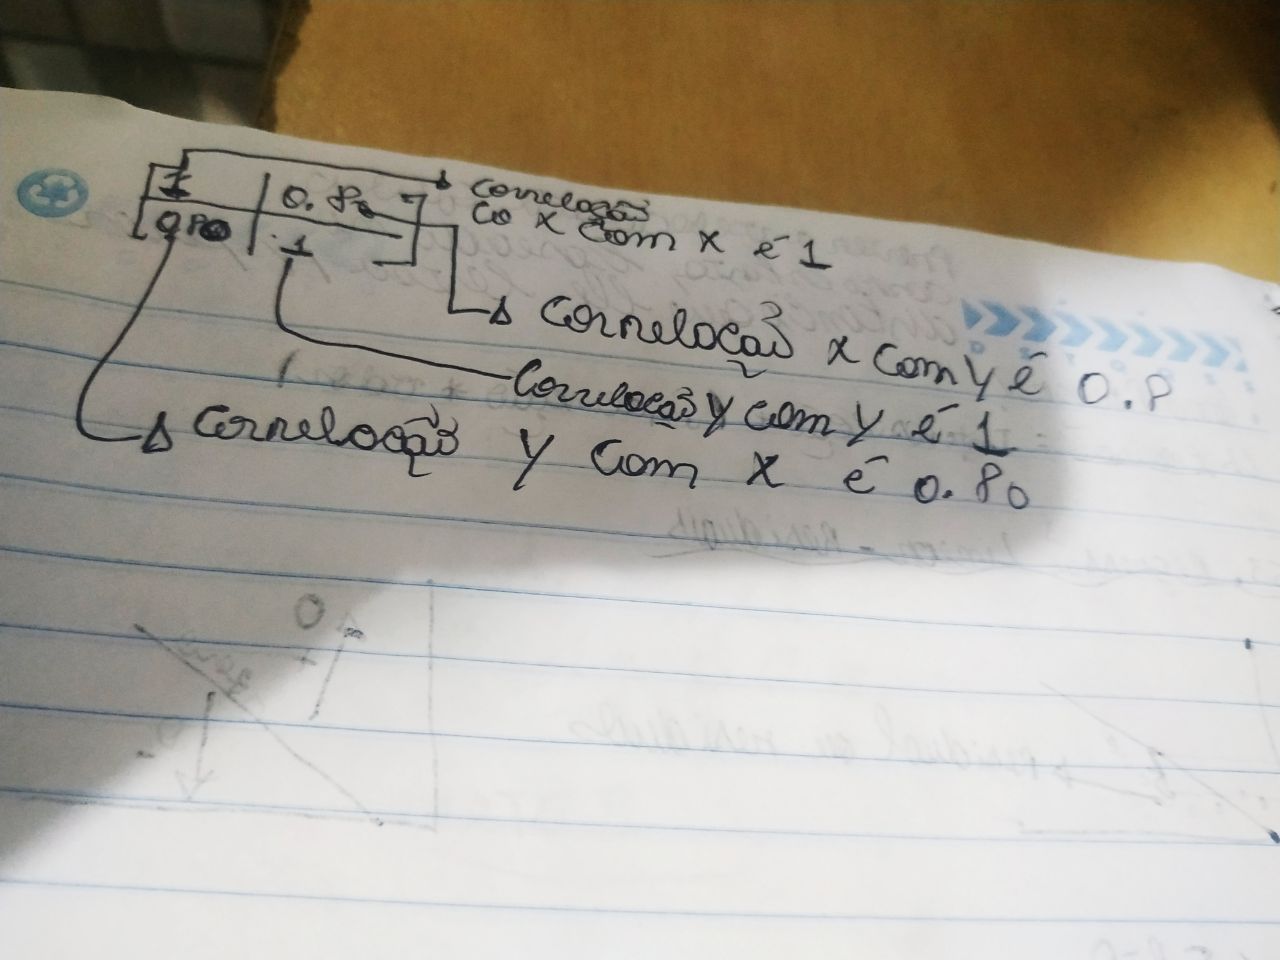 1 0.80
0.80 1
Correlação
do x com x é 1
Correlação x com y é 0.8
Correlação y com y é 1
Correlação y com x é 0.80